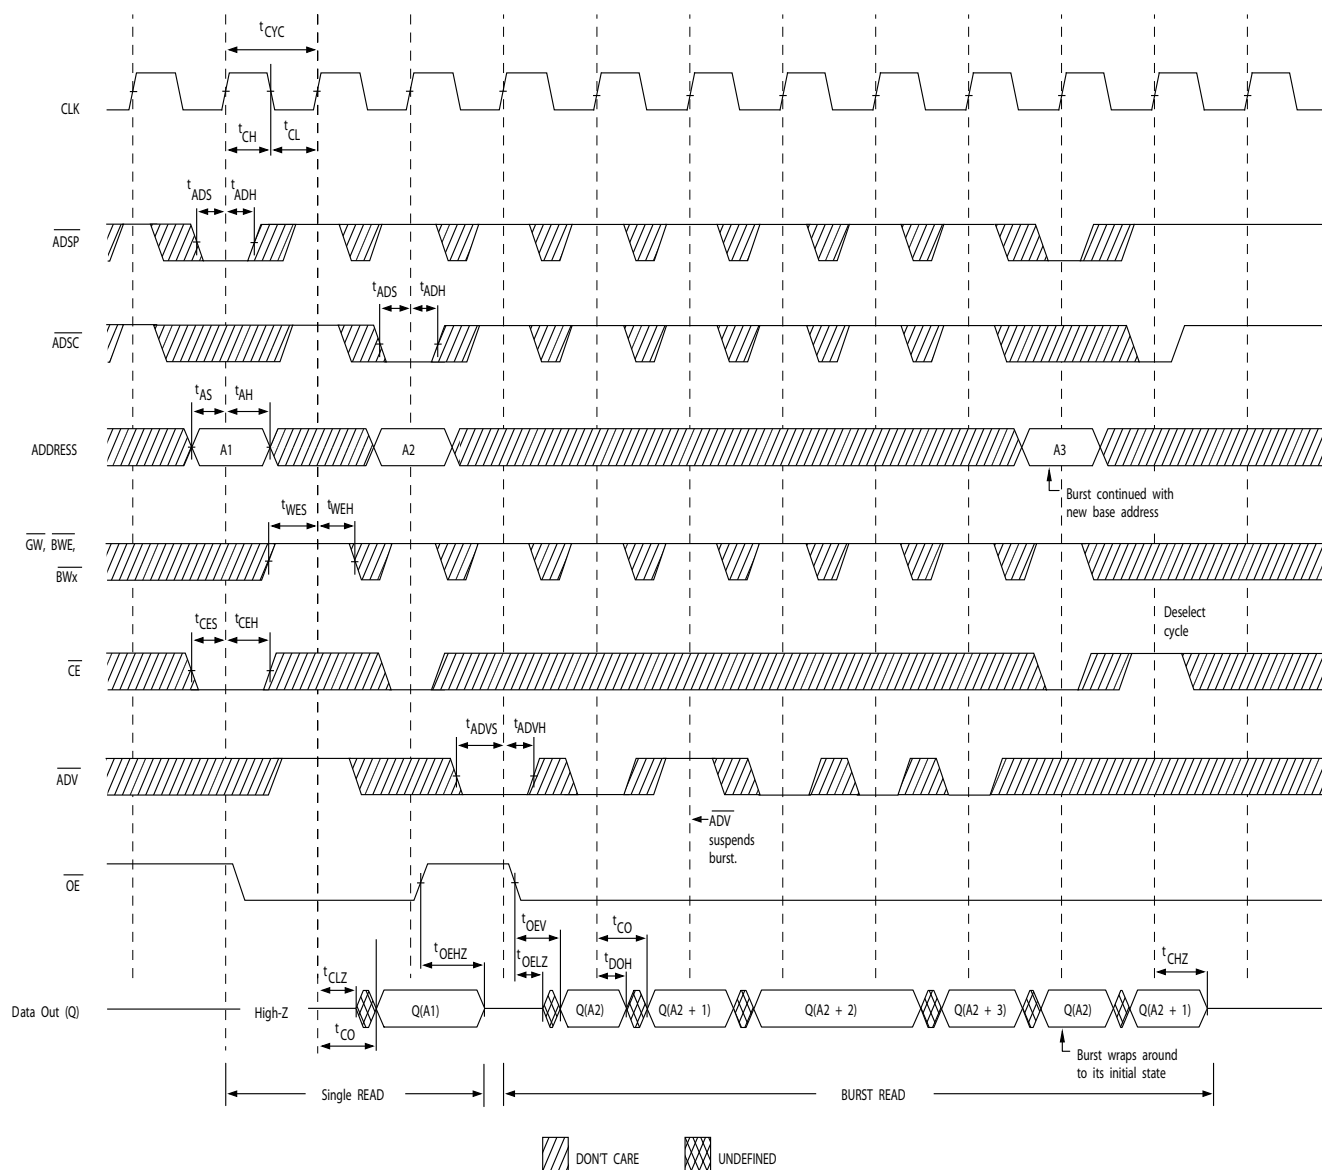 tCYC
CLK
tCH
tCL
tADS
tADH
ADSP
tADS
tADH
ADSC
tAS
tAH
ADDRESS
A1
A2
A3
Burst continued with
new base address
tWES
tWEH
GW, BWE,
BWx
Deselect
cycle
tCES
tCEH
CE
tADVS
tADVH
ADV
ADV
suspends
burst.
OE
tOEV
tCO
tOEHZ
tOELZ
tDOH
tCHZ
tCLZ
Data Out (Q)
High-Z
Q(A1)
Q(A2)
Q(A2 + 1)
Q(A2 + 2)
Q(A2 + 3)
Q(A2)
Q(A2 + 1)
tCO
Burst wraps around
to its initial state
Single READ
BURST READ
DON'T CARE
UNDEFINED